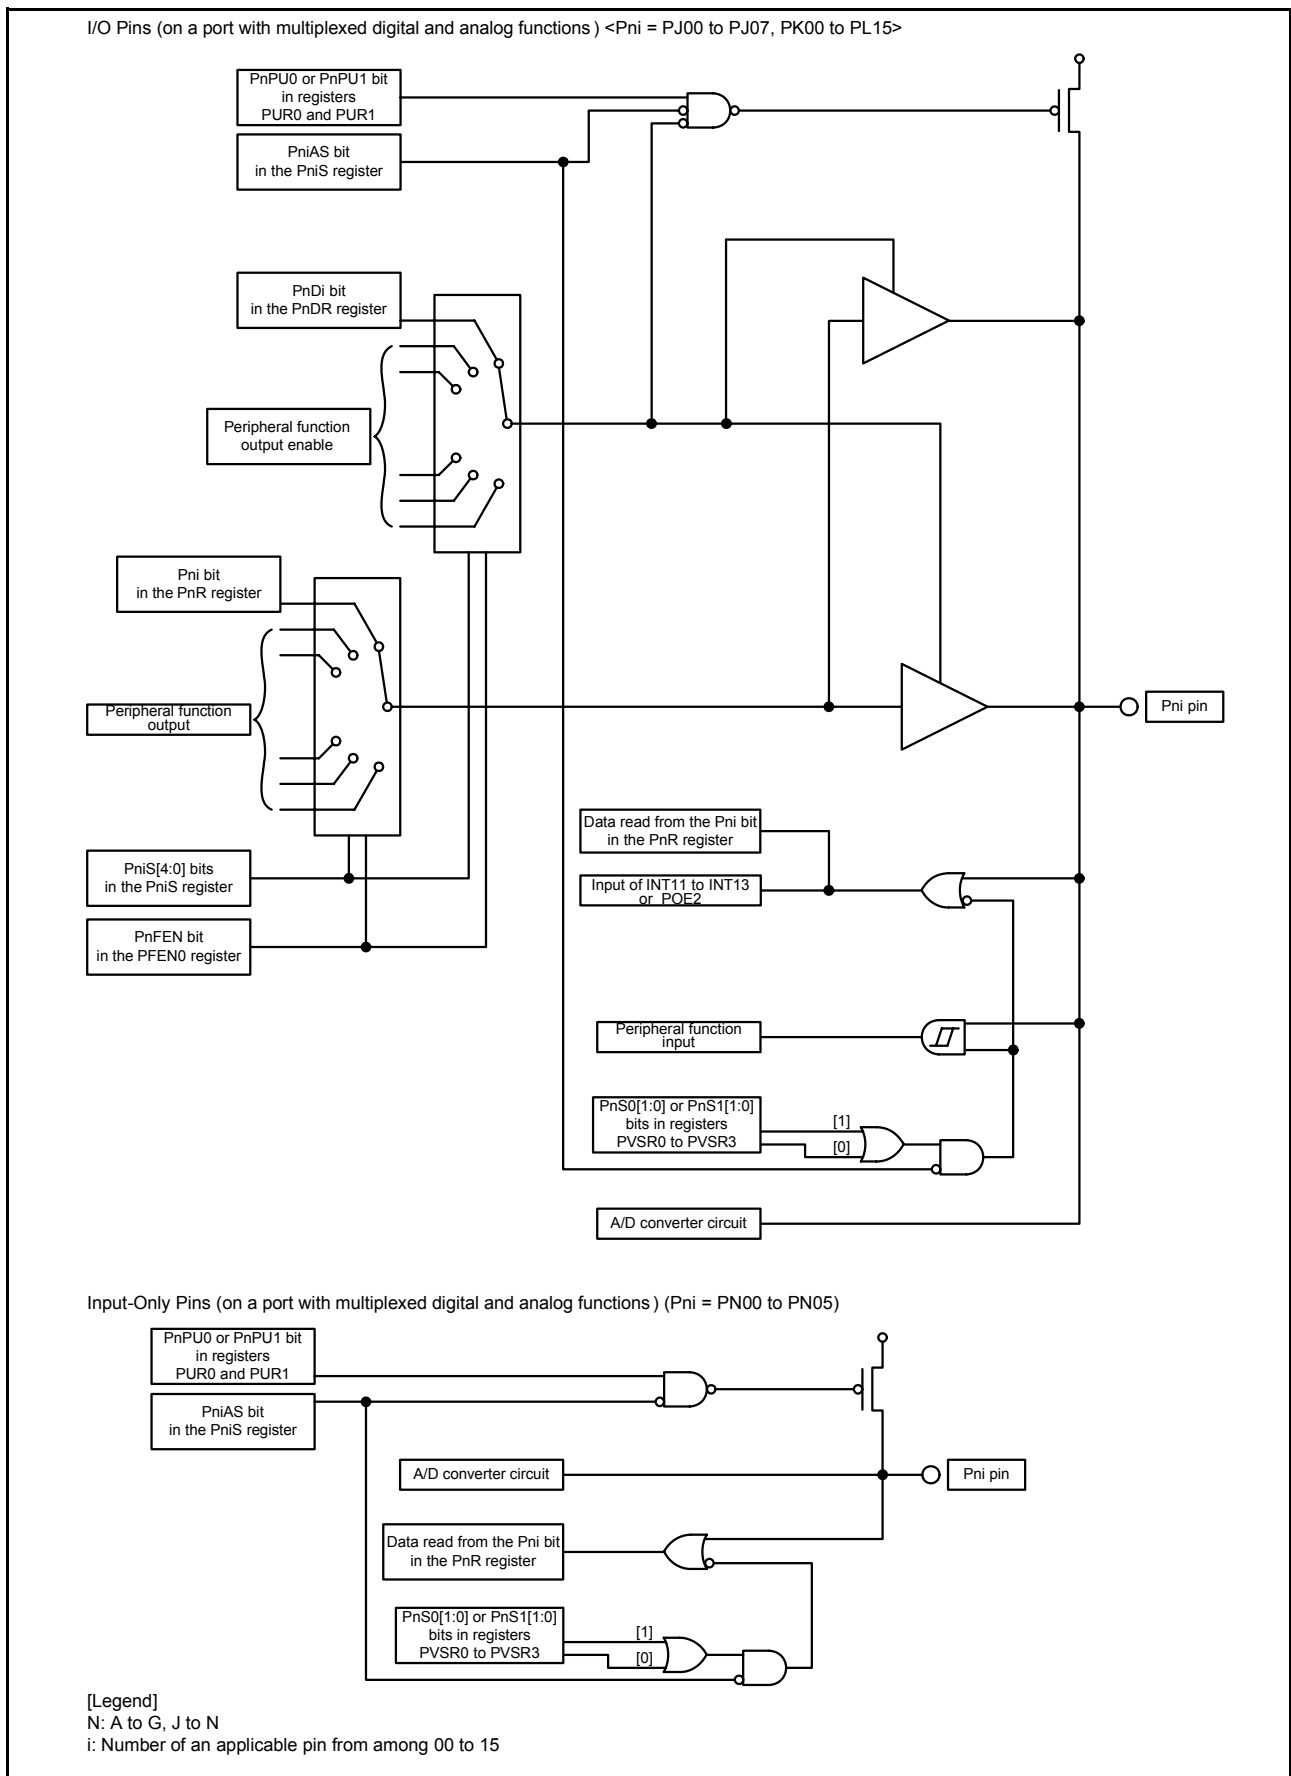 I/O Pins (on a port with multiplexed digital and analog functions) <Pni = PJ00 to PJ07, PK00 to PL15>
PnPU0 or PnPU1 bit
in registers
PUR0 and PUR1
PniAS bit
in the PniS register
PnDi bit
in the PnDR register
Peripheral function
output enable
Pni bit
in the PnR register
Peripheral function
output
Pni pin
Data read from the Pni bit
in the PnR register
PniS[4:0] bits
in the PniS register
Input of INT11 to INT13
or POE2
PnFEN bit
in the PFEN0 register
Peripheral function
input
PnS0[1:0] or PnS1[1:0]
bits in registers
PVSR0 to PVSR3
[1]
[0]
A/D converter circuit
Input-Only Pins (on a port with multiplexed digital and analog functions) (Pni = PN00 to PN05)
PnPU0 or PnPU1 bit
in registers
PUR0 and PUR1
PniAS bit
in the PniS register
A/D converter circuit
Pni pin
Data read from the Pni bit
in the PnR register
PnS0[1:0] or PnS1[1:0]
bits in registers
PVSR0 to PVSR3
[1]
[0]
[Legend]
N: A to G, J to N
i: Number of an applicable pin from among 00 to 15